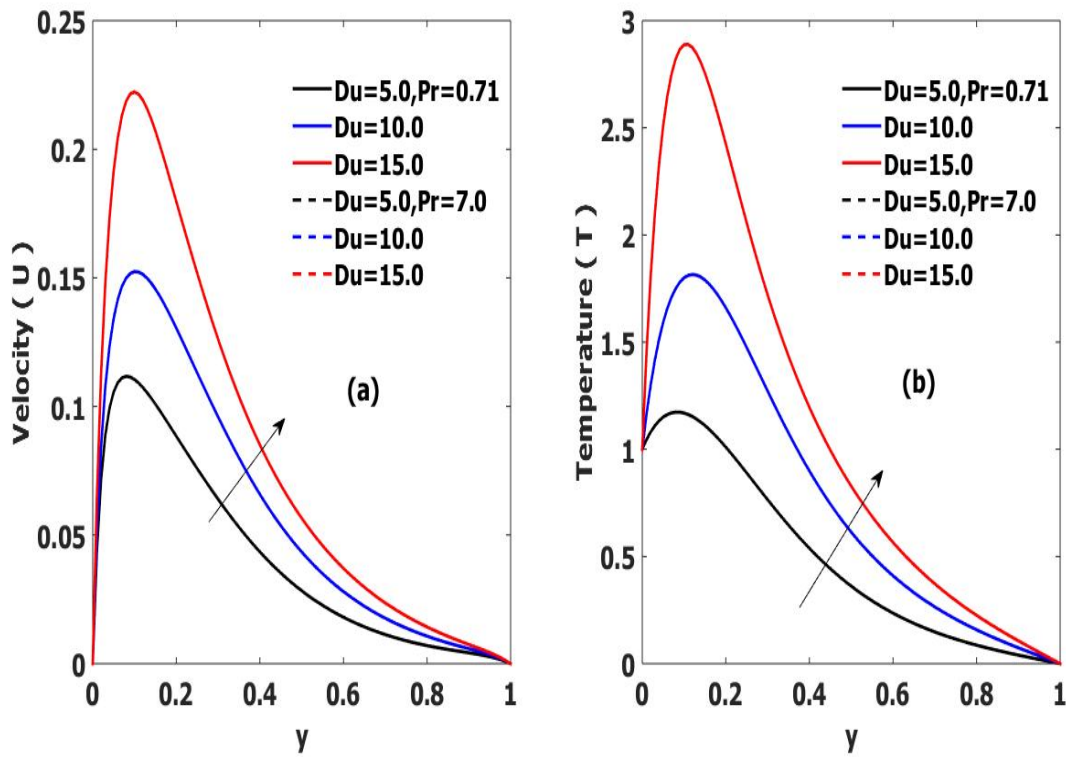 0.25
0.2
0.15
0.1
0.05
0
Velocity ( U )
Du=5.0,Pr=0.71
Du=10.0
Du=15.0
Du=5.0,Pr=7.0
Du=10.0
Du=15.0
(a)
0 0.2 0.4 0.6 0.8 1
y
3
2.5
2
1.5
1
0.5
0
Temperature ( T )
Du=5.0,Pr=0.71
Du=10.0
Du=15.0
Du=5.0,Pr=7.0
Du=10.0
Du=15.0
(b)
0 0.2 0.4 0.6 0.8 1
y